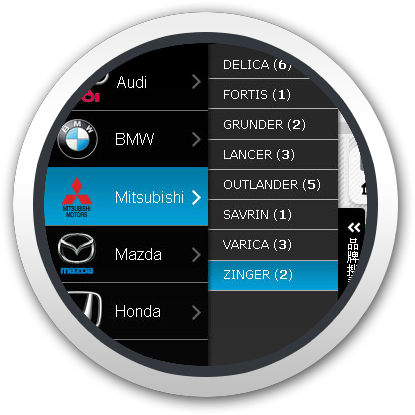 Audi
BMW
BMW
MITSUBISHI
MOTORS
Mitsubishi
mazda
Mazda
Honda
DELICA (6)
FORTIS (1)
GRUNDER (2)
LANCER (3)
OUTLANDER (5)
SAVRIN (1)
VARICA (3)
ZINGER (2)
品牌